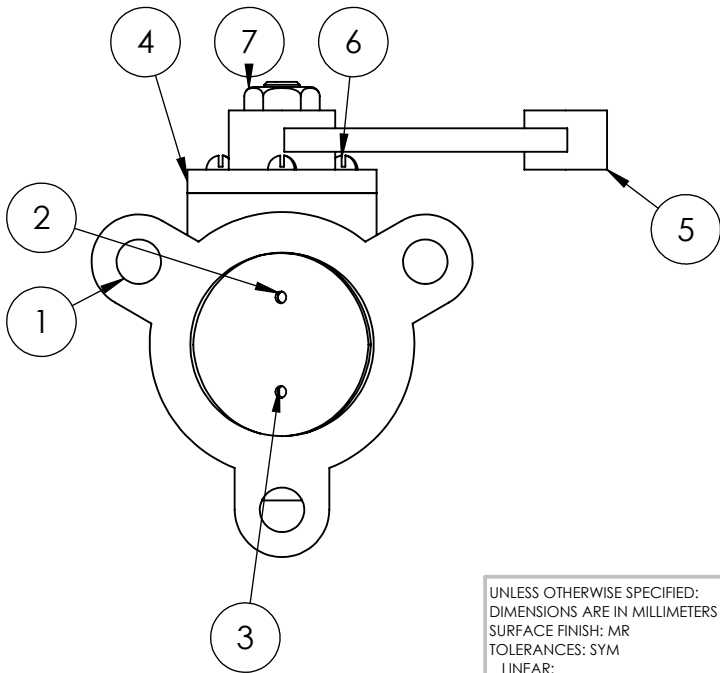 4
7
6
2
5
1
3
UNLESS OTHERWISE SPECIFIED:
DIMENSIONS ARE IN MILLIMETERS
SURFACE FINISH: MR
TOLERANCES: SYM
LINEAR: